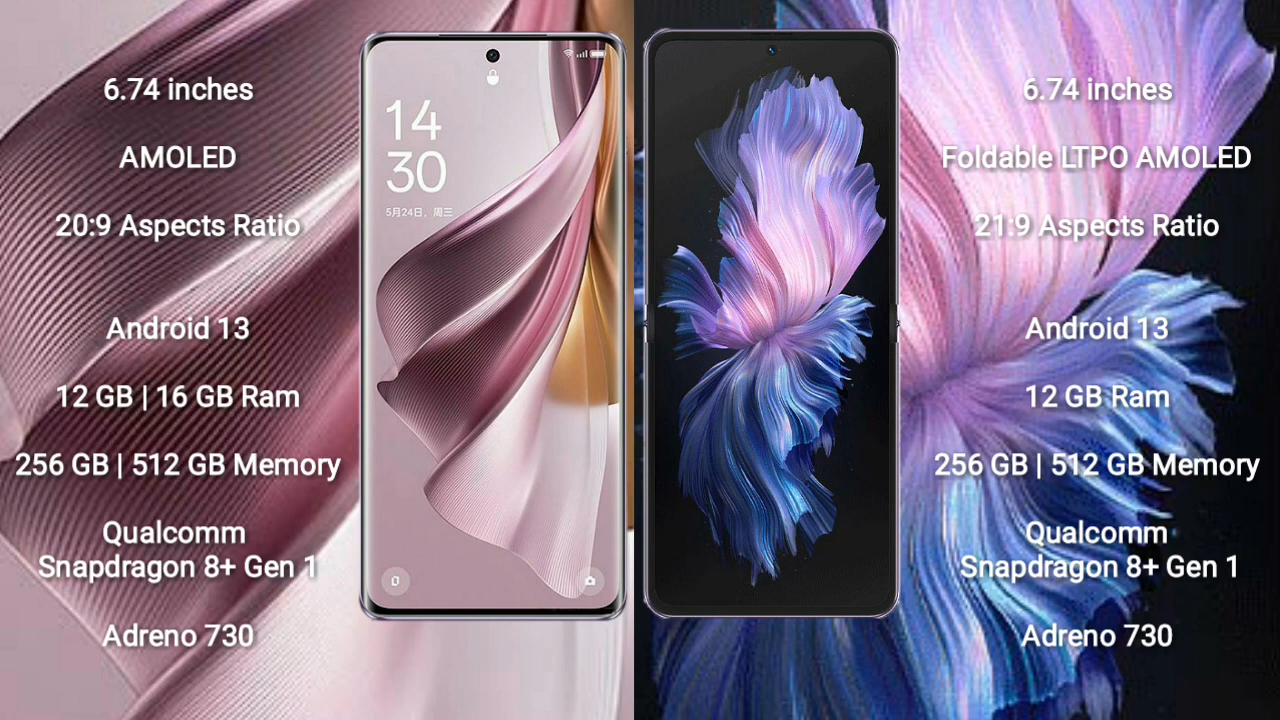 6.74 inches
AMOLED
20:9 Aspects Ratio
Android 13
12 GB | 16 GB Ram
256 GB | 512 GB Memory
Qualcomm
Snapdragon 8+ Gen 1
Adreno 730
14
30
5月24日，周三
6.74 inches
Foldable LTPO AMOLED
21:9 Aspects Ratio
Android 13
12 GB Ram
256 GB | 512 GB Memory
Qualcomm
Snapdragon 8+ Gen 1
Adreno 730